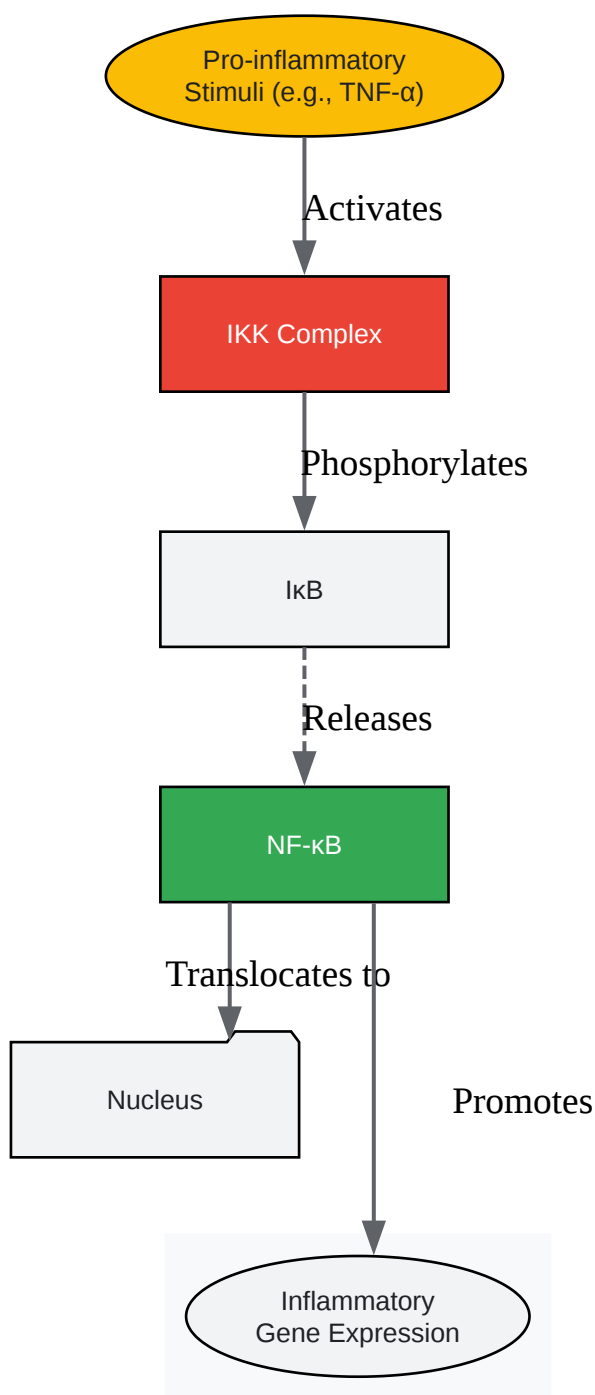 Pro-inflammatory
Stimuli (e.g., TNF-α)
Activates
IKK Complex
Phosphorylates
IκB
Releases
NF-κB
Translocates to
Nucleus
Promotes
Inflammatory
Gene Expression